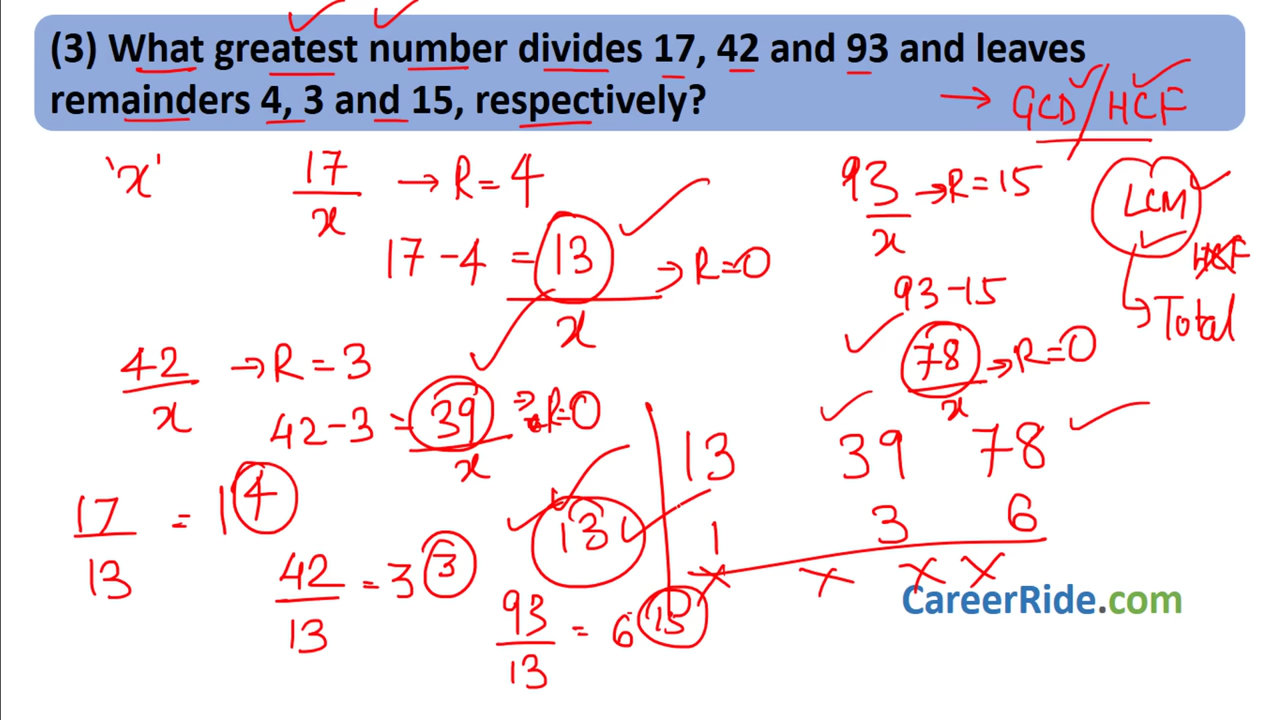 (3) What greatest number divides 17, 42 and 93 and leaves
remainders 4, 3 and 15, respectively?
→ GCD/HCF
'x'
17/x → R = 4
17 - 4 = 13/x → R=0
93/x → R=15
93-15
78/x → R=0
LCM
HCF
Total
42/x → R = 3
42-3 = 39/x → R=0
13 | 13 39 78
1 3 6
x x x x
17/13 = 1 4
42/13 = 3 3
93/13 = 6 15
CareerRide.com